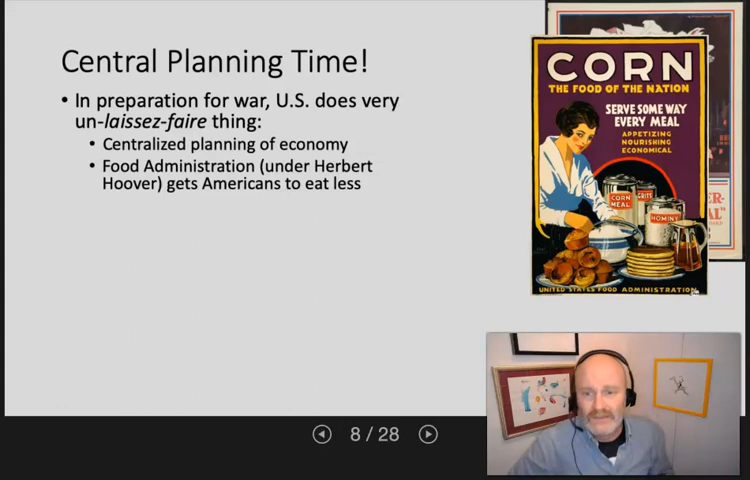 Central Planning Time!
• In preparation for war, U.S. does very
un-laissez-faire thing:
• Centralized planning of economy
• Food Administration (under Herbert
Hoover) gets Americans to eat less
CORN
THE FOOD OF THE NATION
SERVE SOME WAY
EVERY MEAL
APPETIZING
NOURISHING
ECONOMICAL
CORN
MEAL
GRITS
HOMINY
UNITED STATES FOOD ADMINISTRATION
8 / 28